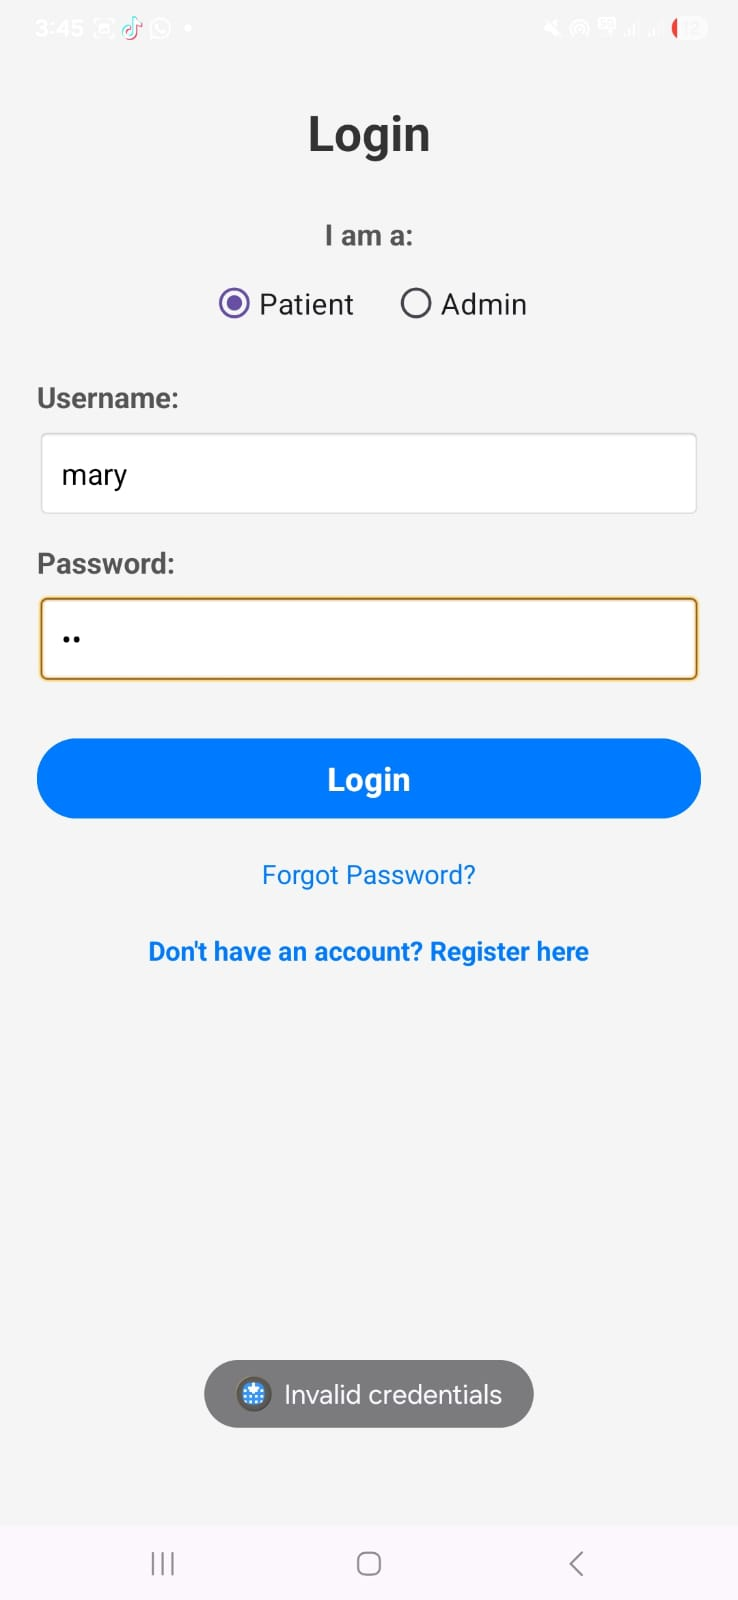 3:45
Login
I am a:
Patient Admin
Username:
mary
Password:
••
Login
Forgot Password?
Don't have an account? Register here
Invalid credentials